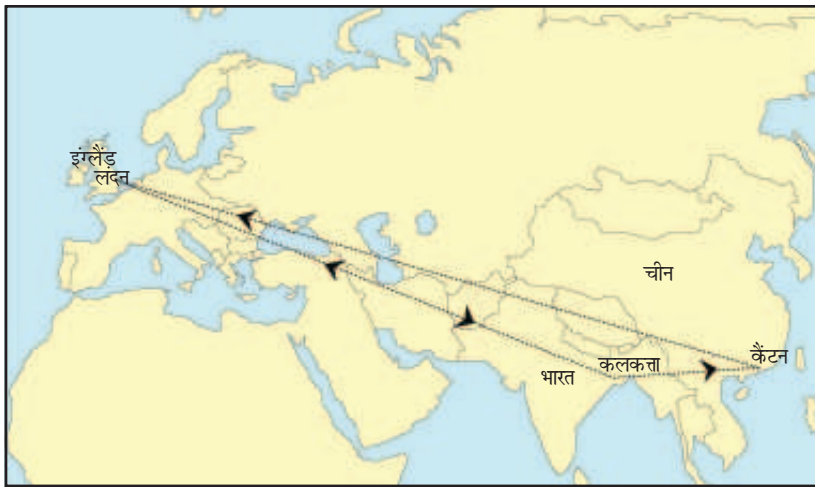 इंग्लैंड
लंदन
चीन
कैंटन
कलकत्ता
भारत